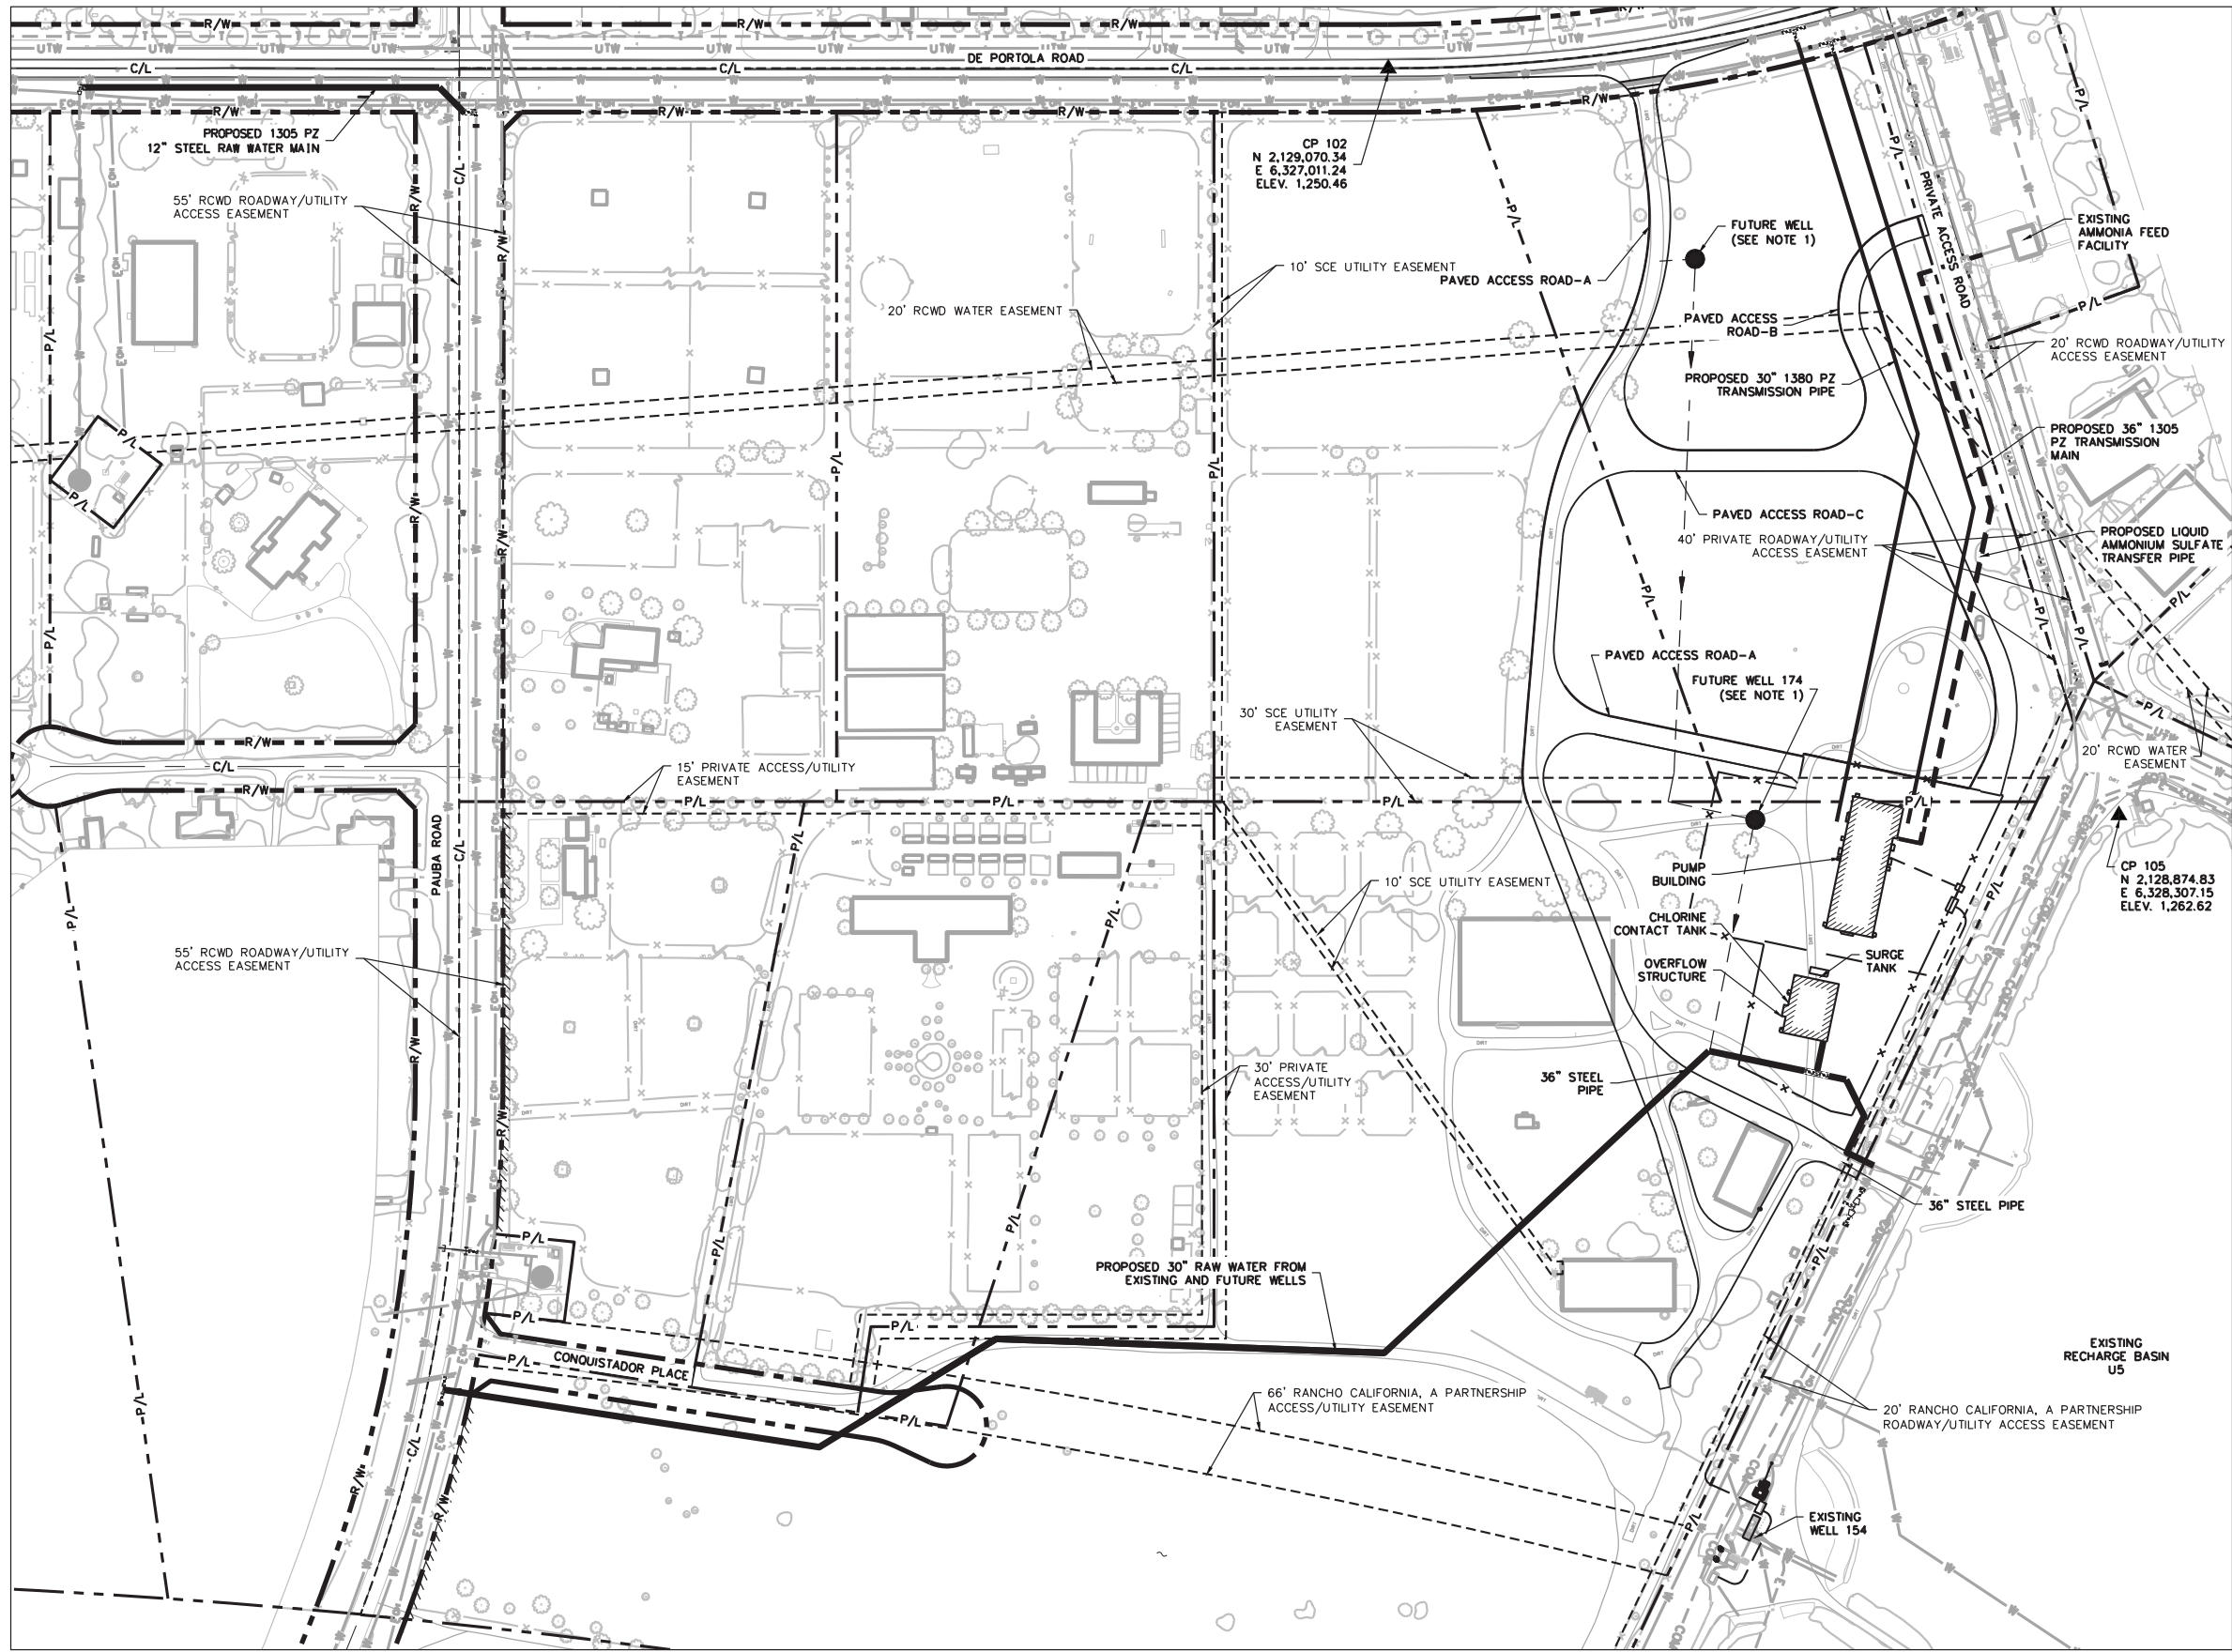 R/W
R/W
R/W
R/W
T
T
T
T
T
T
UTW
UTW
UTW
UTW
UTW
UTW
UTW
UTW
UTW
UTW
UTW
DE PORTOLA ROAD
C/L
C/L
C/L
R/W
R/W
R/W
R/W
PROPOSED 1305 PZ
12" STEEL RAW WATER MAIN
CP 102
N 2,129,070.34
E 6,327,011.24
ELEV. 1,250.46
55' RCWD ROADWAY/UTILITY
ACCESS EASEMENT
PRIVATE ACCESS ROAD
P/L
P/L
P/L
EXISTING
AMMONIA FEED
FACILITY
FUTURE WELL
(SEE NOTE 1)
10' SCE UTILITY EASEMENT
PAVED ACCESS ROAD-A
20' RCWD WATER EASEMENT
PAVED ACCESS
ROAD-B
P/L
20' RCWD ROADWAY/UTILITY
ACCESS EASEMENT
PROPOSED 30" 1380 PZ
TRANSMISSION PIPE
PROPOSED 36" 1305
PZ TRANSMISSION
MAIN
C/L
R/W
R/W
P/L
P/L
P/L
P/L
P/L
R/W
R/W
PAVED ACCESS ROAD-C
40' PRIVATE ROADWAY/UTILITY
ACCESS EASEMENT
PROPOSED LIQUID
AMMONIUM SULFATE
TRANSFER PIPE
P/L
P/L
P/L
P/L
P/L
PAVED ACCESS ROAD-A
FUTURE WELL 174
(SEE NOTE 1)
30' SCE UTILITY
EASEMENT
P/L
20' RCWD WATER
EASEMENT
R/W
C/L
R/W
15' PRIVATE ACCESS/UTILITY
EASEMENT
P/L
P/L
P/L
P/L
PAUBA ROAD
C/L
P/L
P/L
P/L
P/L
PUMP
BUILDING
CP 105
N 2,128,874.83
E 6,328,307.15
ELEV. 1,262.62
10' SCE UTILITY EASEMENT
CHLORINE
CONTACT TANK
55' RCWD ROADWAY/UTILITY
ACCESS EASEMENT
OVERFLOW
STRUCTURE
SURGE
TANK
R/W
R/W
30' PRIVATE
ACCESS/UTILITY
EASEMENT
36" STEEL
PIPE
36" STEEL PIPE
P/L
P/L
P/L
P/L
PROPOSED 30" RAW WATER FROM
EXISTING AND FUTURE WELLS
P/L
P/L
P/L
CONQUISTADOR PLACE
EXISTING
RECHARGE BASIN
U5
66' RANCHO CALIFORNIA, A PARTNERSHIP
ACCESS/UTILITY EASEMENT
20' RANCHO CALIFORNIA, A PARTNERSHIP
ROADWAY/UTILITY ACCESS EASEMENT
P/L
P/L
C/L
R/W
R/W
P/L
EXISTING
WELL 154